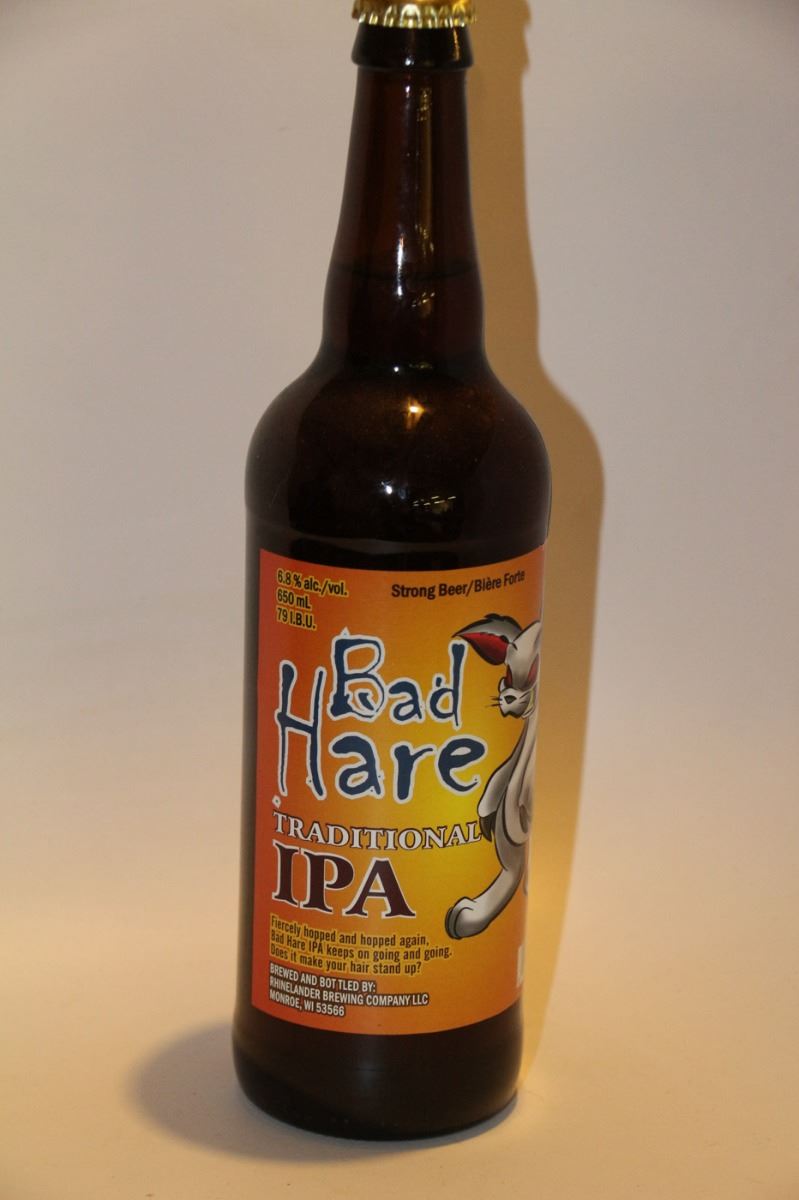 6.8 % alc./vol.
650 mL
79 I.B.U.
Strong Beer/Bière Forte
Bad
Hare
TRADITIONAL
IPA
Fiercely hopped and hopped again,
Bad Hare IPA keeps on going and going.
Does it make your hair stand up?
BREWED AND BOT TLED BY:
RHINELANDER BREWING COMPANY LLC
MONROE, WI 53566